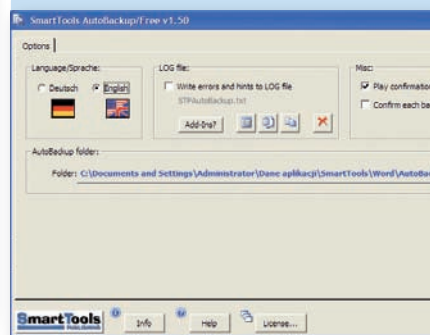 SmartTools AutoBackup/Free v1.50
Options
Language/Sprache:
Deutsch English
LOG file:
Write errors and hints to LOG file
STPAutoBackup.txt
Add-Ins?
Misc:
Play confirmation
Confirm each ba
AutoBackup folder:
Folder: C:\Documents and Settings\Administrator\Dane aplikacji\SmartTools\Word\AutoBa
SmartTools
Info
Help
License...